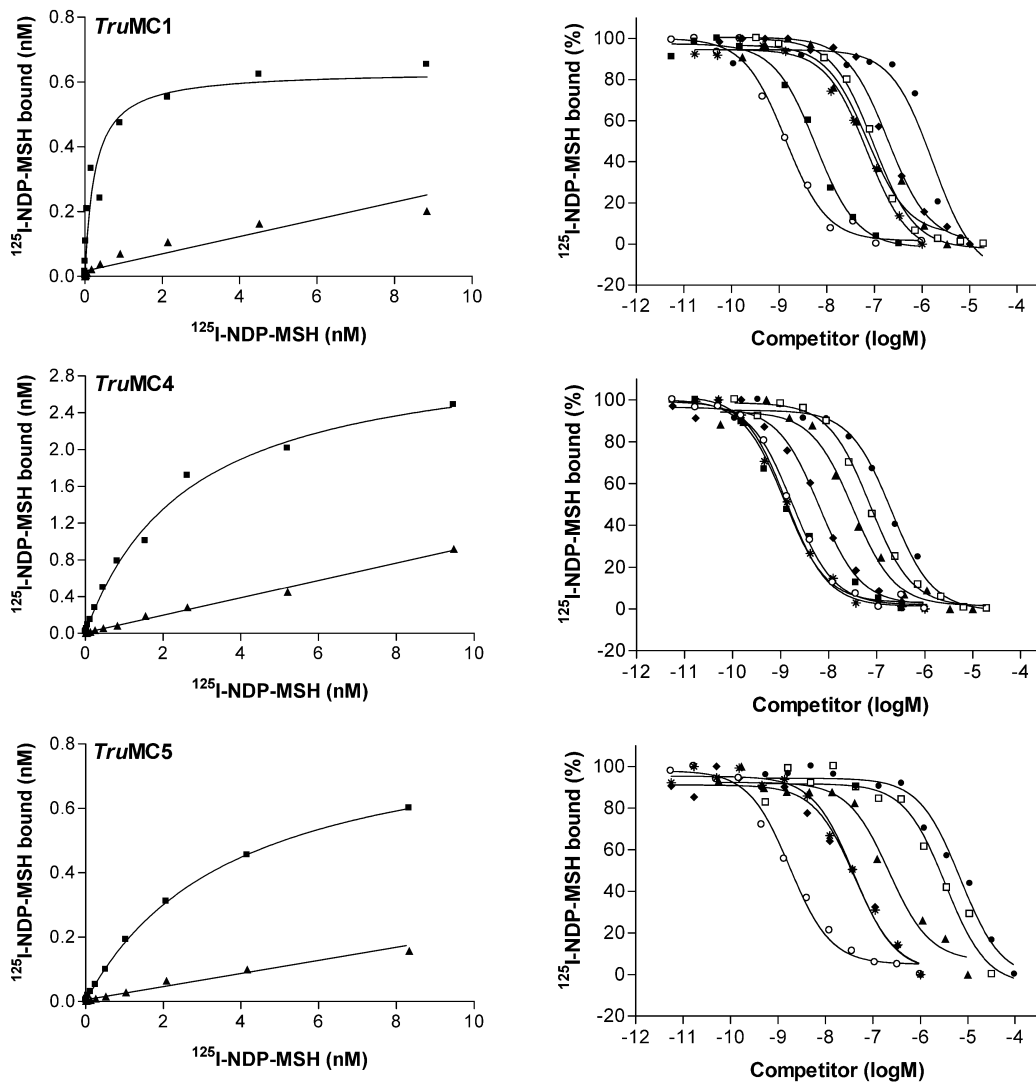 TruMC1
¹²⁵I-NDP-MSH bound (nM)
0.8
0.6
0.4
0.2
0.0
0 2 4 6 8 10
¹²⁵I-NDP-MSH (nM)
¹²⁵I-NDP-MSH bound (%)
100
80
60
40
20
0
-20
-12 -11 -10 -9 -8 -7 -6 -5 -4 -3
Competitor (logM)
TruMC4
¹²⁵I-NDP-MSH bound (nM)
2.8
2.4
2.0
1.6
1.2
0.8
0.4
0.0
0 2 4 6 8 10
¹²⁵I-NDP-MSH (nM)
¹²⁵I-NDP-MSH bound (%)
100
80
60
40
20
0
-20
-12 -11 -10 -9 -8 -7 -6 -5 -4
Competitor (logM)
TruMC5
¹²⁵I-NDP-MSH bound (nM)
0.8
0.6
0.4
0.2
0.0
0 2 4 6 8 10
¹²⁵I-NDP-MSH (nM)
¹²⁵I-NDP-MSH bound (%)
100
80
60
40
20
0
-20
-12 -11 -10 -9 -8 -7 -6 -5 -4
Competitor (logM)